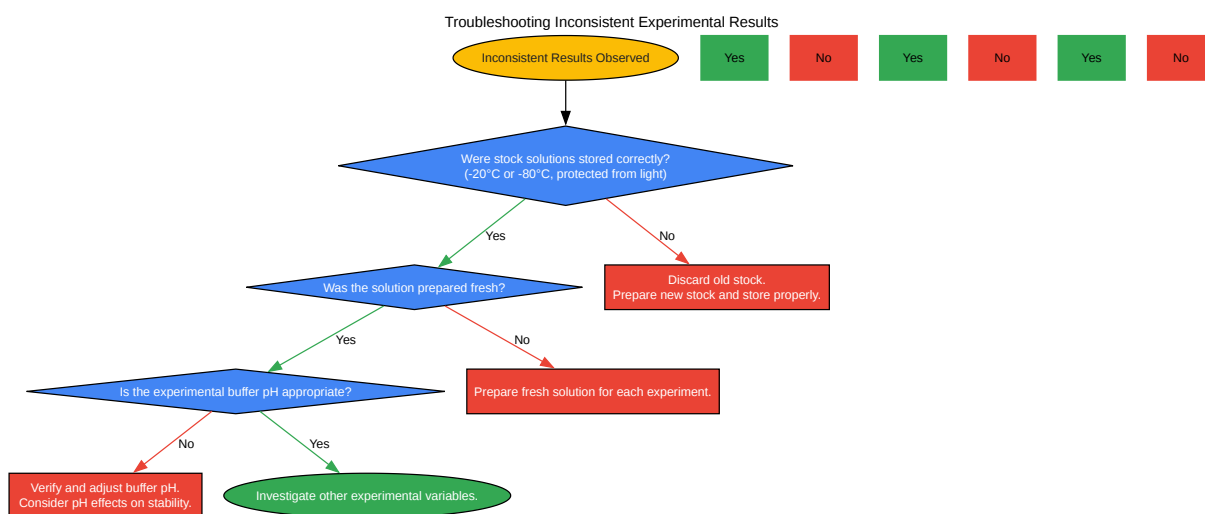 Troubleshooting Inconsistent Experimental Results
Inconsistent Results Observed
Yes
No
Yes
No
Yes
No
Were stock solutions stored correctly?
(-20°C or -80°C, protected from light)
Yes
No
Was the solution prepared fresh?
Discard old stock.
Prepare new stock and store properly.
Yes
No
Is the experimental buffer pH appropriate?
Prepare fresh solution for each experiment.
No
Yes
Verify and adjust buffer pH.
Consider pH effects on stability.
Investigate other experimental variables.